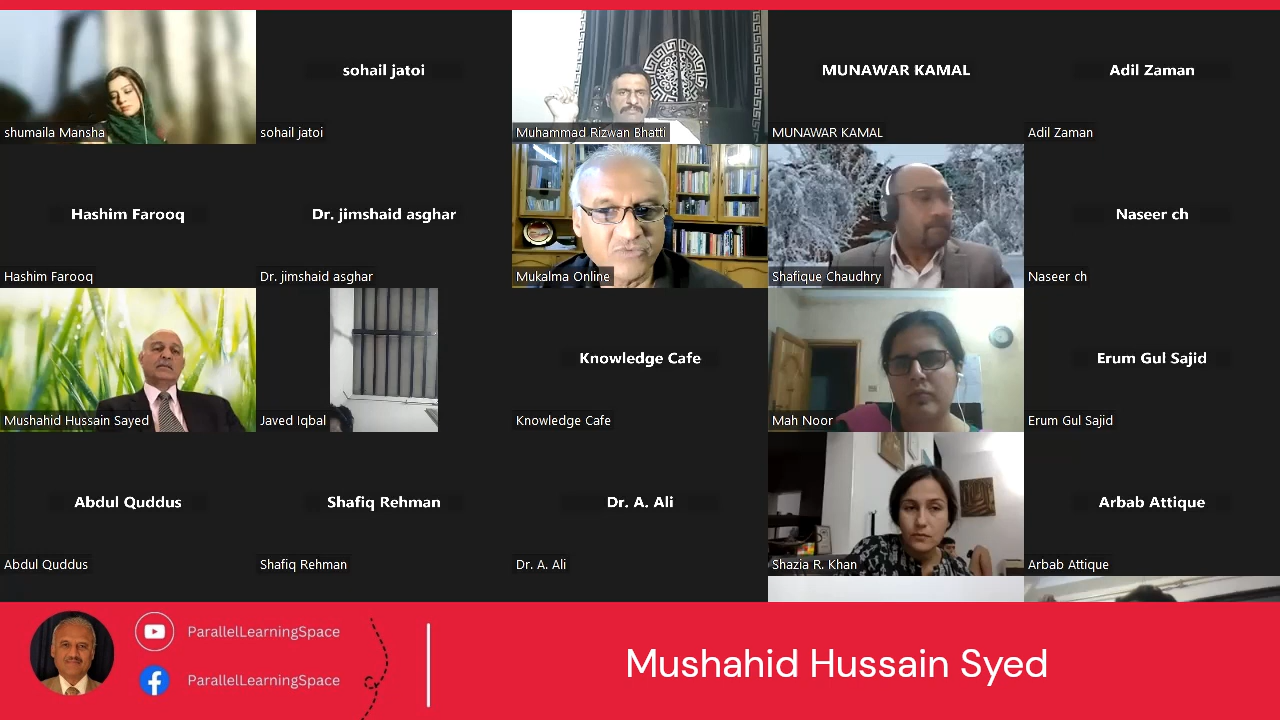 shumaila Mansha
sohail jatoi
sohail jatoi
Muhammad Rizwan Bhatti
MUNAWAR KAMAL
MUNAWAR KAMAL
Adil Zaman
Adil Zaman
Hashim Farooq
Hashim Farooq
Dr. jimshaid asghar
Dr. jimshaid asghar
Mukalma Online
Shafique Chaudhry
Naseer ch
Naseer ch
Mushahid Hussain Sayed
Javed Iqbal
Knowledge Cafe
Knowledge Cafe
Mah Noor
Erum Gul Sajid
Erum Gul Sajid
Abdul Quddus
Abdul Quddus
Shafiq Rehman
Shafiq Rehman
Dr. A. Ali
Dr. A. Ali
Shazia R. Khan
Arbab Attique
Arbab Attique
ParallelLearningSpace
ParallelLearningSpace
Mushahid Hussain Syed